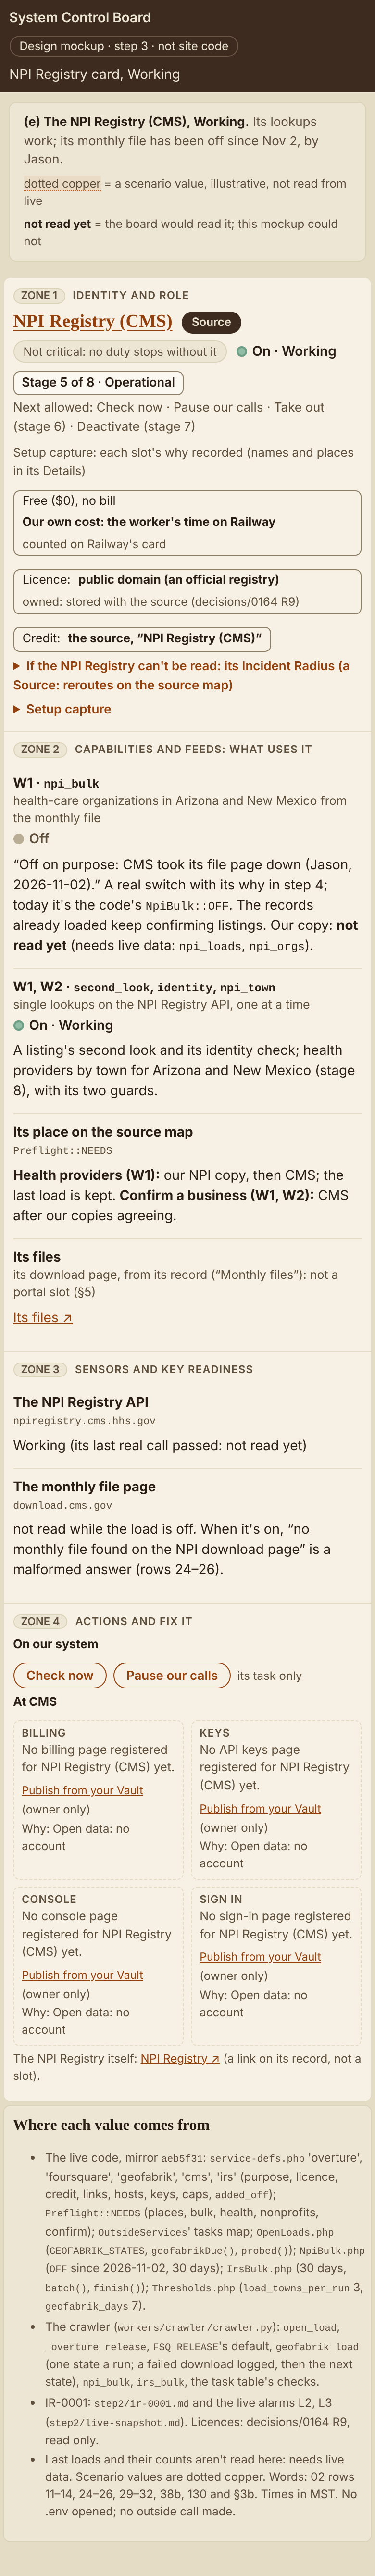 System Control Board
Design mockup · step 3 · not site code
NPI Registry card, Working
(e) The NPI Registry (CMS), Working. Its lookups
work; its monthly file has been off since Nov 2, by
Jason.
dotted copper = a scenario value, illustrative, not read from
live
not read yet = the board would read it; this mockup could
not
ZONE 1 IDENTITY AND ROLE
NPI Registry (CMS) Source
Not critical: no duty stops without it On · Working
Stage 5 of 8 · Operational
Next allowed: Check now · Pause our calls · Take out
(stage 6) · Deactivate (stage 7)
Setup capture: each slot's why recorded (names and places
in its Details)
Free ($0), no bill
Our own cost: the worker's time on Railway
counted on Railway's card
Licence: public domain (an official registry)
owned: stored with the source (decisions/0164 R9)
Credit: the source, “NPI Registry (CMS)”
▶ If the NPI Registry can't be read: its Incident Radius (a
Source: reroutes on the source map)
▶ Setup capture
ZONE 2 CAPABILITIES AND FEEDS: WHAT USES IT
W1 · npi_bulk
health-care organizations in Arizona and New Mexico from
the monthly file
Off
“Off on purpose: CMS took its file page down (Jason,
2026-11-02).” A real switch with its why in step 4;
today it's the code's NpiBulk::OFF. The records
already loaded keep confirming listings. Our copy: not
read yet (needs live data: npi_loads, npi_orgs).
W1, W2 · second_look, identity, npi_town
single lookups on the NPI Registry API, one at a time
On · Working
A listing's second look and its identity check; health
providers by town for Arizona and New Mexico (stage
8), with its two guards.
Its place on the source map
Preflight::NEEDS
Health providers (W1): our NPI copy, then CMS; the
last load is kept. Confirm a business (W1, W2): CMS
after our copies agreeing.
Its files
its download page, from its record (“Monthly files”): not a
portal slot (§5)
Its files ↗
ZONE 3 SENSORS AND KEY READINESS
The NPI Registry API
npiregistry.cms.hhs.gov
Working (its last real call passed: not read yet)
The monthly file page
download.cms.gov
not read while the load is off. When it's on, “no
monthly file found on the NPI download page” is a
malformed answer (rows 24–26).
ZONE 4 ACTIONS AND FIX IT
On our system
Check now Pause our calls its task only
At CMS
BILLING
No billing page registered
for NPI Registry (CMS) yet.
Publish from your Vault
(owner only)
Why: Open data: no
account
KEYS
No API keys page
registered for NPI Registry
(CMS) yet.
Publish from your Vault
(owner only)
Why: Open data: no
account
CONSOLE
No console page
registered for NPI Registry
(CMS) yet.
Publish from your Vault
(owner only)
Why: Open data: no
account
SIGN IN
No sign-in page registered
for NPI Registry (CMS) yet.
Publish from your Vault
(owner only)
Why: Open data: no
account
The NPI Registry itself: NPI Registry ↗ (a link on its record, not a
slot).
Where each value comes from
• The live code, mirror aeb5f31: service-defs.php 'overture',
'foursquare', 'geofabrik', 'cms', 'irs' (purpose, licence,
credit, links, hosts, keys, caps, added_off);
Preflight::NEEDS (places, bulk, health, nonprofits,
confirm); OutsideServices' tasks map; OpenLoads.php
(GEOFABRIK_STATES, geofabrikDue(), probed()); NpiBulk.php
(OFF since 2026-11-02, 30 days); IrsBulk.php (30 days,
batch(), finish()); Thresholds.php (load_towns_per_run 3,
geofabrik_days 7).
• The crawler (workers/crawler/crawler.py): open_load,
_overture_release, FSQ_RELEASE's default, geofabrik_load
(one state a run; a failed download logged, then the next
state), npi_bulk, irs_bulk, the task table's checks.
• IR-0001: step2/ir-0001.md and the live alarms L2, L3
(step2/live-snapshot.md). Licences: decisions/0164 R9,
read only.
• Last loads and their counts aren't read here: needs live
data. Scenario values are dotted copper. Words: 02 rows
11–14, 24–26, 29–32, 38b, 130 and §3b. Times in MST. No
.env opened; no outside call made.